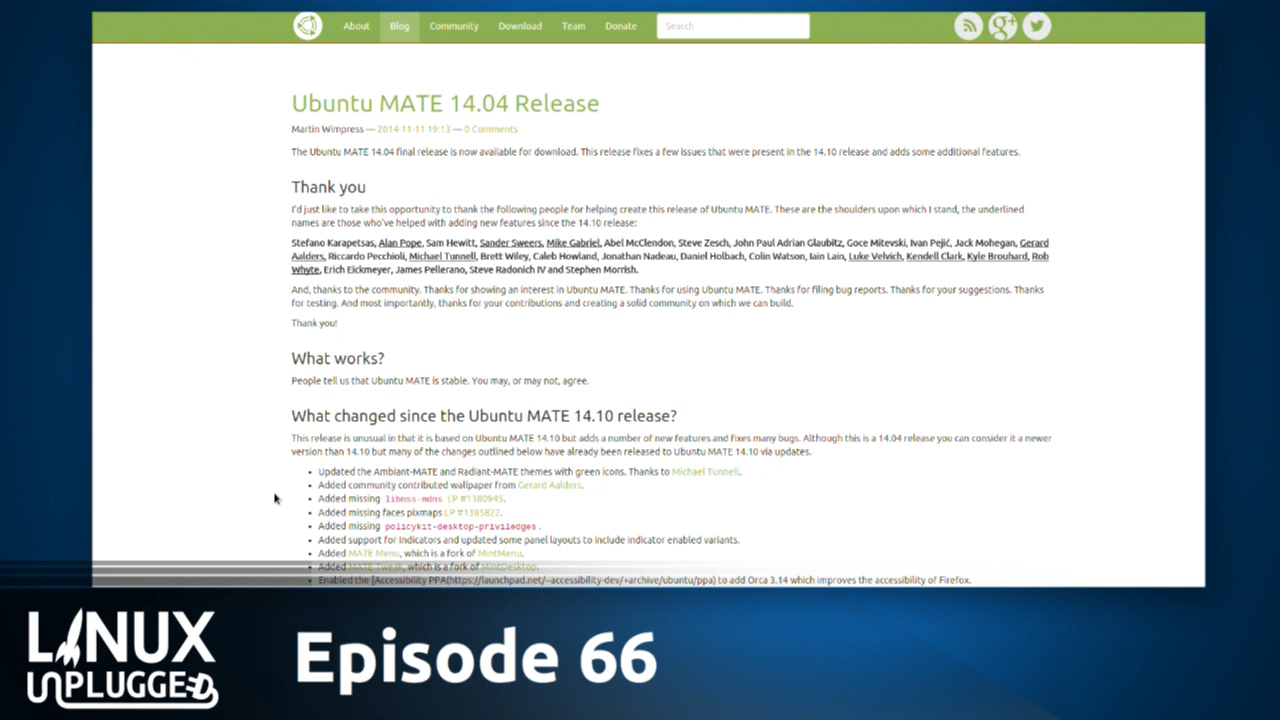 About Blog Community Download Team Donate Search
Ubuntu MATE 14.04 Release
Martin Wimpress — 2014-11-11 19:13 — 0 Comments
The Ubuntu MATE 14.04 final release is now available for download. This release fixes a few issues that were present in the 14.10 release and adds some additional features.
Thank you
I'd just like to take this opportunity to thank the following people for helping create this release of Ubuntu MATE. These are the shoulders upon which I stand, the underlined
names are those who've helped with adding new features since the 14.10 release:
Stefano Karapetsas, Alan Pope, Sam Hewitt, Sander Sweers, Mike Gabriel, Abel McClendon, Steve Zesch, John Paul Adrian Glaubitz, Goce Mitevski, Ivan Pejić, Jack Mohegan, Gerard
Aalders, Riccardo Pecchioli, Michael Tunnell, Brett Wiley, Caleb Howland, Jonathan Nadeau, Daniel Holbach, Colin Watson, Iain Lain, Luke Velvich, Kendell Clark, Kyle Brouhard, Rob
Whyte, Erich Eickmeyer, James Pellerano, Steve Radonich IV and Stephen Morrish.
And, thanks to the community. Thanks for showing an interest in Ubuntu MATE. Thanks for using Ubuntu MATE. Thanks for filing bug reports. Thanks for your suggestions. Thanks
for testing. And most importantly, thanks for your contributions and creating a solid community on which we can build.
Thank you!
What works?
People tell us that Ubuntu MATE is stable. You may, or may not, agree.
What changed since the Ubuntu MATE 14.10 release?
This release is unusual in that it is based on Ubuntu MATE 14.10 but adds a number of new features and fixes many bugs. Although this is a 14.04 release you can consider it a newer
version than 14.10 but many of the changes outlined below have already been released to Ubuntu MATE 14.10 via updates.
• Updated the Ambiant-MATE and Radiant-MATE themes with green icons. Thanks to Michael Tunnell.
• Added community contributed wallpaper from Gerard Aalders.
• Added missing libnss-mdns LP #1380945.
• Added missing faces pixmaps LP #1385822.
• Added missing policykit-desktop-priviledges.
• Added support for Indicators and updated some panel layouts to include indicator enabled variants.
• Added MATE Menu, which is a fork of MintMenu.
• Added MATE Tweak, which is a fork of MintDesktop.
• Enabled the [Accessibility PPA(https://launchpad.net/~accessibility-dev/+archive/ubuntu/ppa) to add Orca 3.14 which improves the accessibility of Firefox.
LINUX
UNPLUGGED
Episode 66